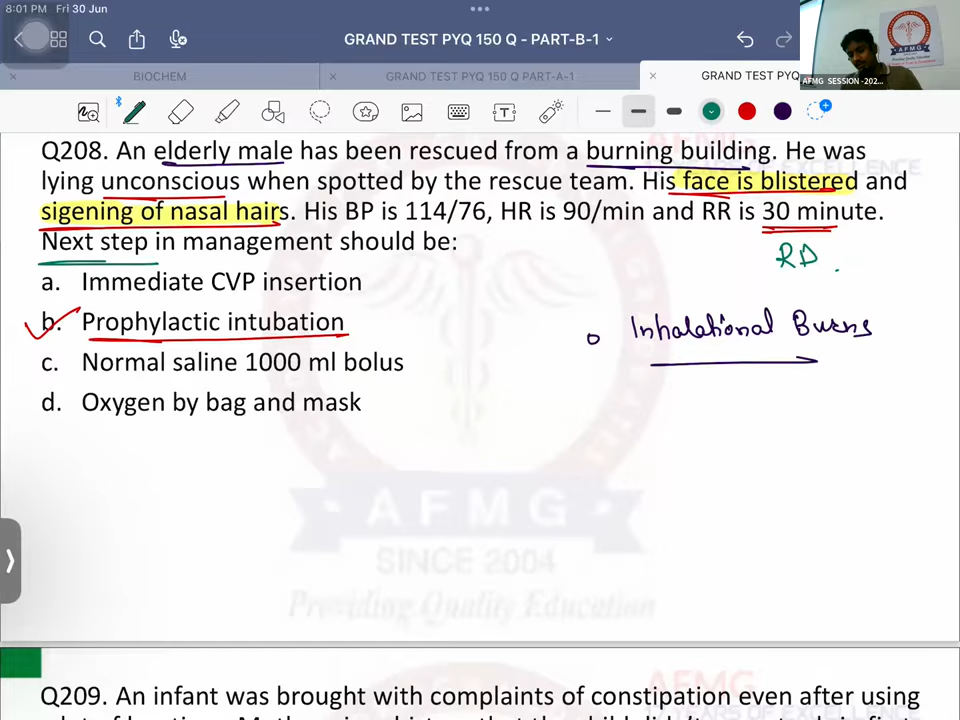 8:01 PM Fri 30 Jun
GRAND TEST PYQ 150 Q - PART-B-1
BIOCHEM
GRAND TEST PYQ 150 Q PART-A-1
GRAND TEST PYQ
AFMG
AFMG SESSION -202...
Q208. An elderly male has been rescued from a burning building. He was
lying unconscious when spotted by the rescue team. His face is blistered and
sigening of nasal hairs. His BP is 114/76, HR is 90/min and RR is 30 minute.
Next step in management should be:
RD
a. Immediate CVP insertion
b. Prophylactic intubation
Inhalational Burns
c. Normal saline 1000 ml bolus
d. Oxygen by bag and mask
AFMG
SINCE 2004
Providing Quality Education
Q209. An infant was brought with complaints of constipation even after using